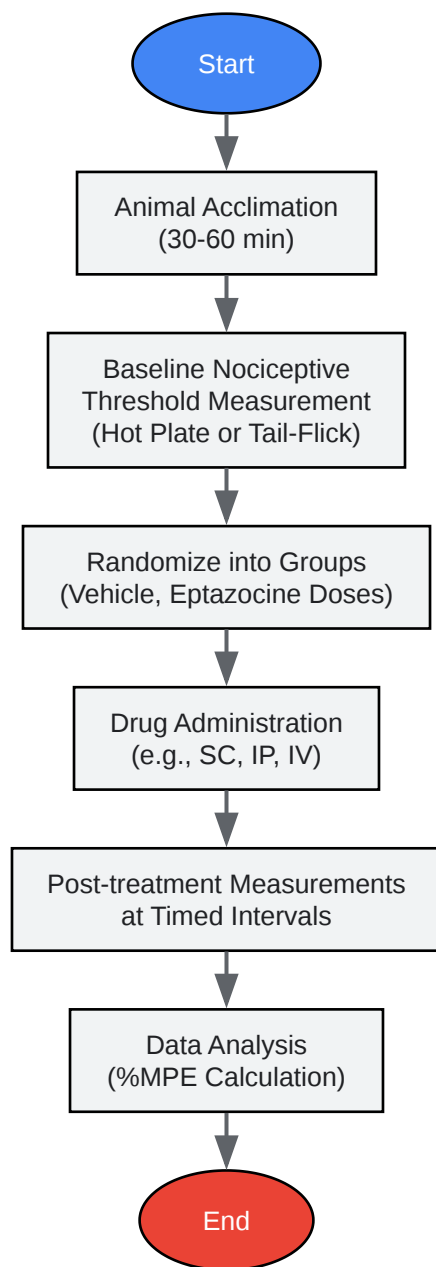 Start
Animal Acclimation
(30-60 min)
Baseline Nociceptive
Threshold Measurement
(Hot Plate or Tail-Flick)
Randomize into Groups
(Vehicle, Eptazocine Doses)
Drug Administration
(e.g., SC, IP, IV)
Post-treatment Measurements
at Timed Intervals
Data Analysis
(%MPE Calculation)
End